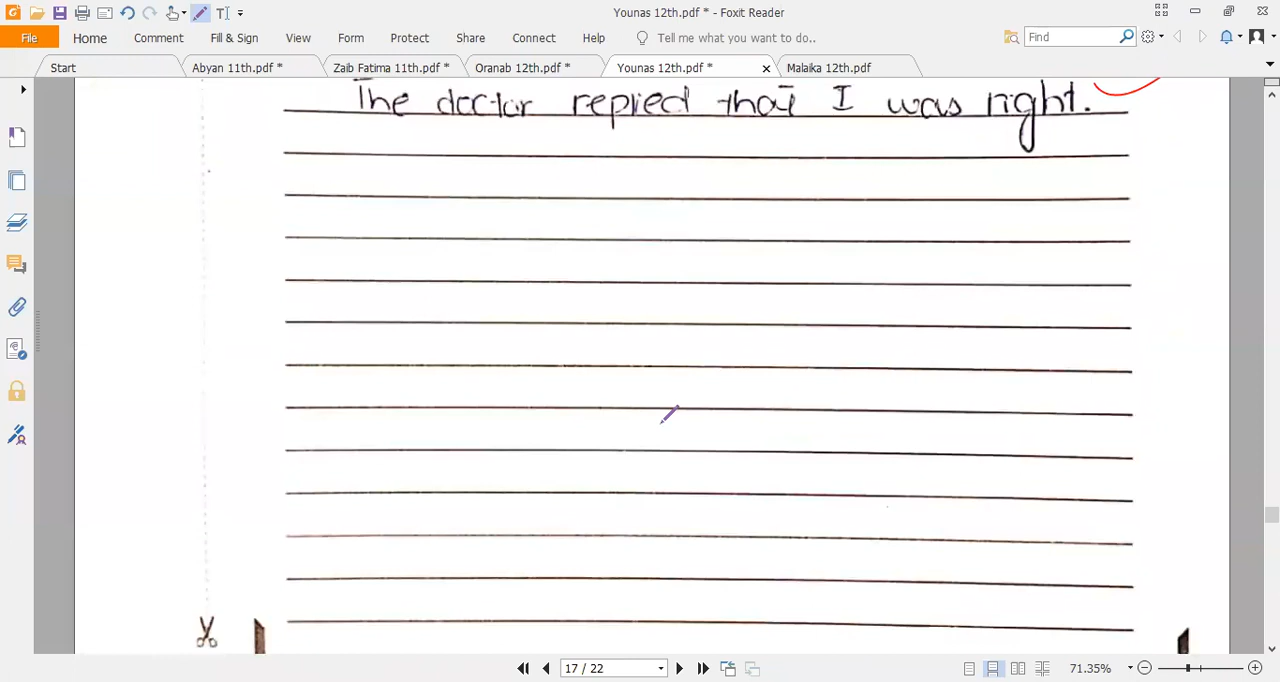 Younas 12th.pdf * - Foxit Reader
File Home Comment Fill & Sign View Form Protect Share Connect Help Tell me what you want to do.. Find
Start Abyan 11th.pdf * Zaib Fatima 11th.pdf * Oranab 12th.pdf * Younas 12th.pdf * Malaika 12th.pdf
The doctor replied that I was right.
17 / 22 71.35%